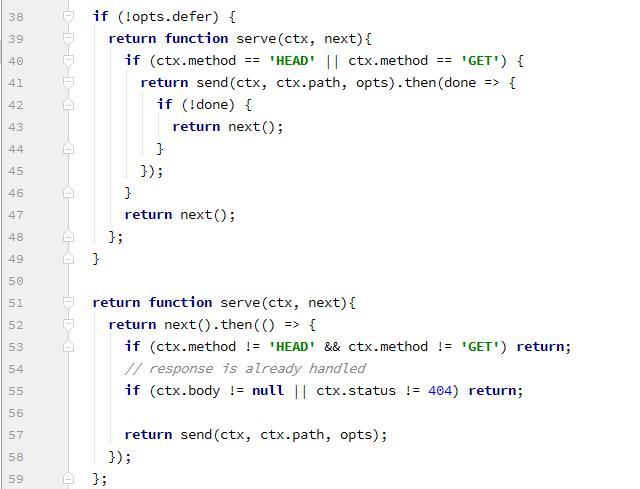 38 if (!opts.defer) {
39   return function serve(ctx, next){
40     if (ctx.method == 'HEAD' || ctx.method == 'GET') {
41       return send(ctx, ctx.path, opts).then(done => {
42         if (!done) {
43           return next();
44         }
45       });
46     }
47     return next();
48   };
49 }
50
51 return function serve(ctx, next){
52   return next().then(() => {
53     if (ctx.method != 'HEAD' && ctx.method != 'GET') return;
54     // response is already handled
55     if (ctx.body != null || ctx.status != 404) return;
56
57     return send(ctx, ctx.path, opts);
58   });
59 };